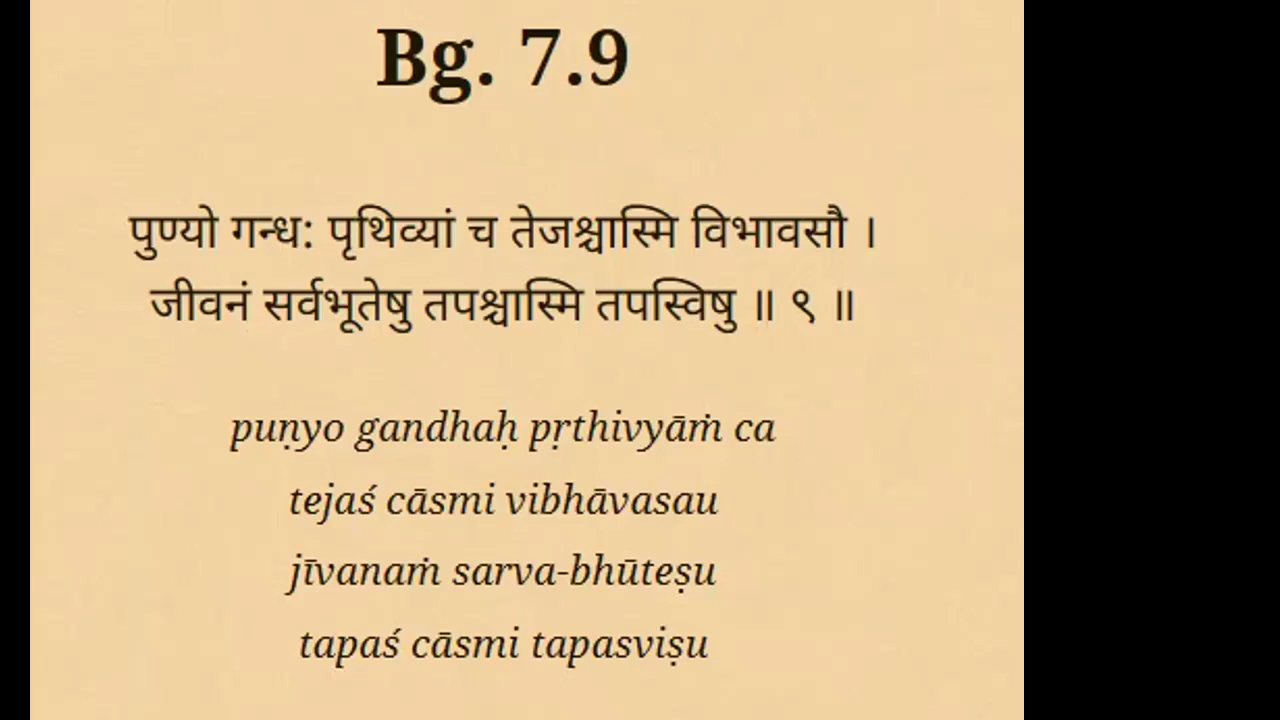 Bg. 7.9
पुण्यो गन्ध: पृथिव्यां च तेजश्चास्मि विभावसौ ।
जीवनं सर्वभूतेषु तपश्चास्मि तपस्विषु ॥ ९ ॥
puṇyo gandhaḥ pṛthivyāṁ ca
tejaś cāsmi vibhāvasau
jīvanaṁ sarva-bhūteṣu
tapaś cāsmi tapasviṣu